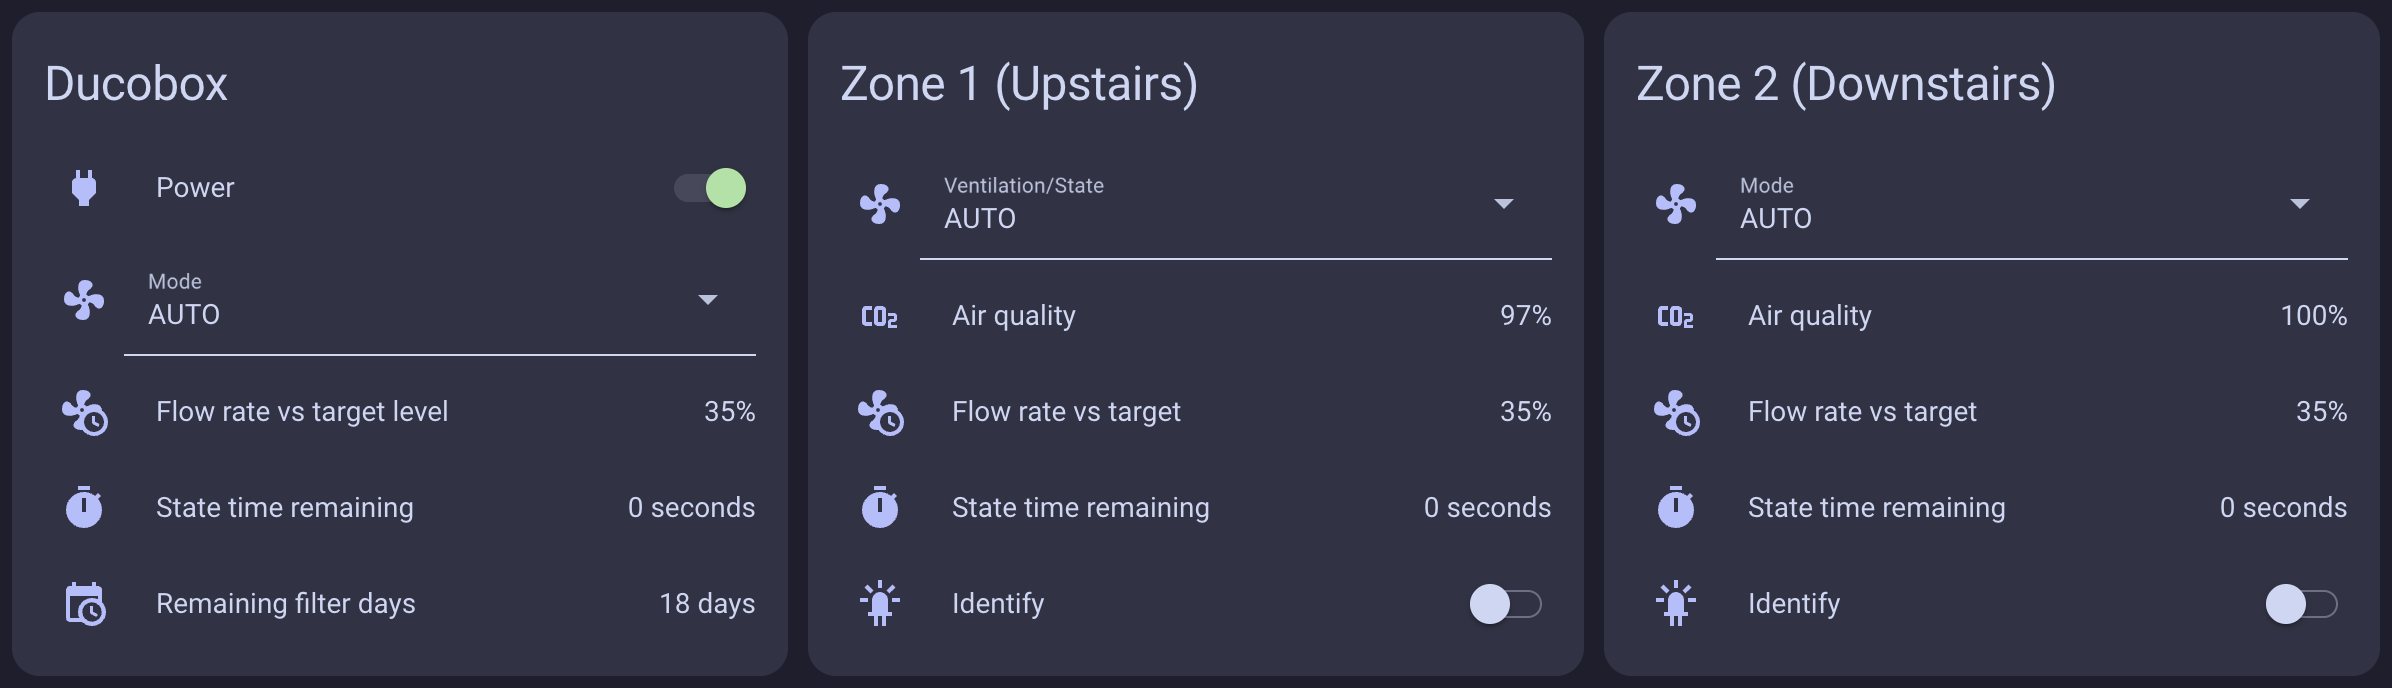 Ducobox
Power
Mode
AUTO
Flow rate vs target level 35%
State time remaining 0 seconds
Remaining filter days 18 days
Zone 1 (Upstairs)
Ventilation/State
AUTO
CO2 Air quality 97%
Flow rate vs target 35%
State time remaining 0 seconds
Identify
Zone 2 (Downstairs)
Mode
AUTO
CO2 Air quality 100%
Flow rate vs target 35%
State time remaining 0 seconds
Identify